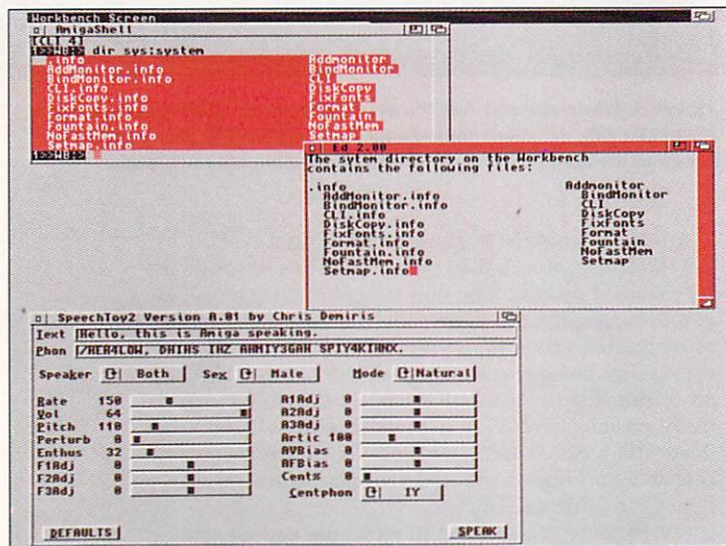 Workbench Screen
AmigaShell
[CLI 4]
1>>WB:> dir sys:system
.info Addmonitor
AddMonitor.info BindMonitor
BindMonitor.info CLI
CLI.info DiskCopy
DiskCopy.info FixFonts
FixFonts.info Format
Format.info Fountain
Fountain.info NoFastMem
NoFastMem.info Setmap
Setmap.info
1>>WB:>
Ed 2.00
The sytem directory on the Workbench
contains the following files:
.info Addmonitor
AddMonitor.info BindMonitor
BindMonitor.info CLI
CLI.info DiskCopy
DiskCopy.info FixFonts
FixFonts.info Format
Format.info Fountain
Fountain.info NoFastMem
NoFastMem.info Setmap
Setmap.info
SpeechToy2 Version 0.01 by Chris Demiris
Text Hello, this is Amiga speaking.
Phon /HEH4LOW, DHIHS IHZ AHMIY3GAH SPIY4KIHNX.
Speaker Both Sex Male Mode Natural
Rate 150 A1Adj 0
Vol 64 A2Adj 0
Pitch 110 A3Adj 0
Perturb 0 Artic 100
Enthus 32 AVBias 0
F1Adj 0 AFBias 0
F2Adj 0 Cent% 0
F3Adj 0 Centphon IY
DEFAULTS SPEAK